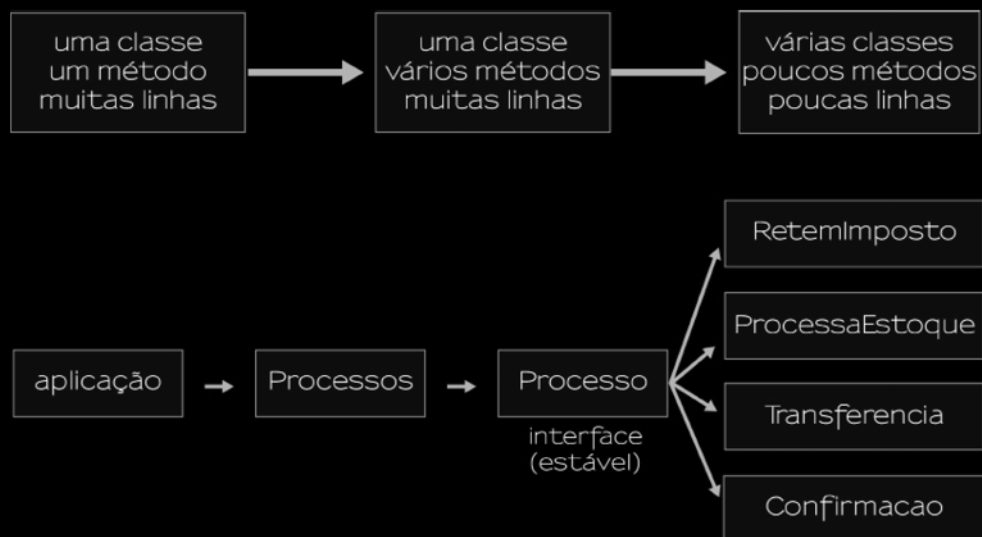 uma classe
um método
muitas linhas
uma classe
vários métodos
muitas linhas
várias classes
poucos métodos
poucas linhas
aplicação
Processos
Processo
interface
(estável)
RetemImposto
ProcessaEstoque
Transferência
Confirmacao